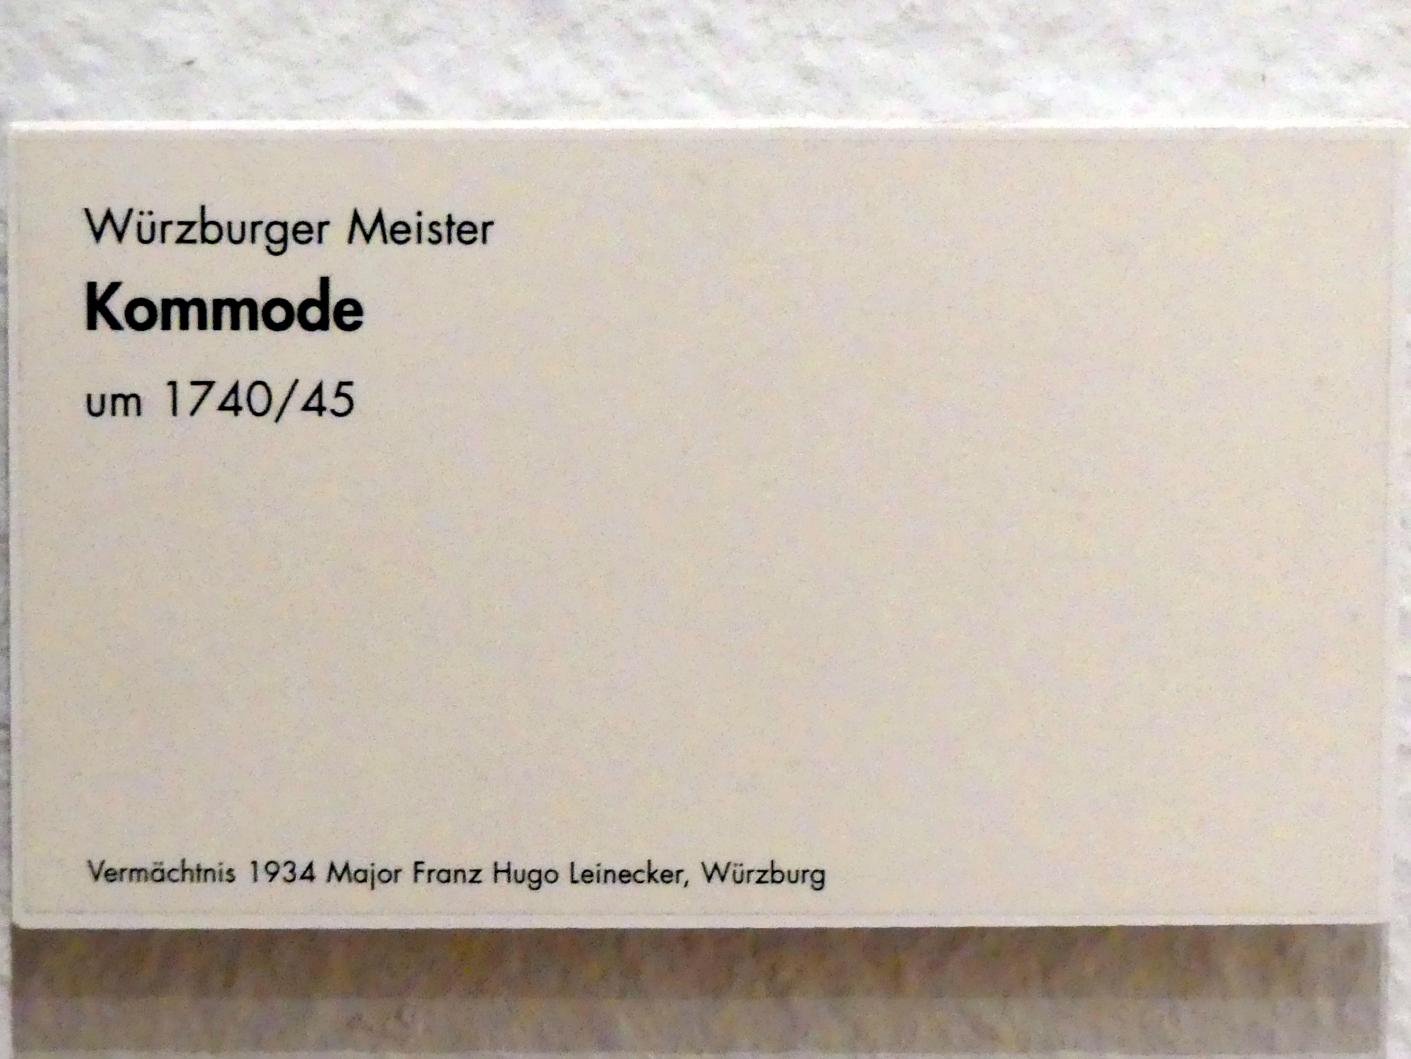 Würzburger Meister
Kommode
um 1740/45
Vermächtnis 1934 Major Franz Hugo Leinecker, Würzburg